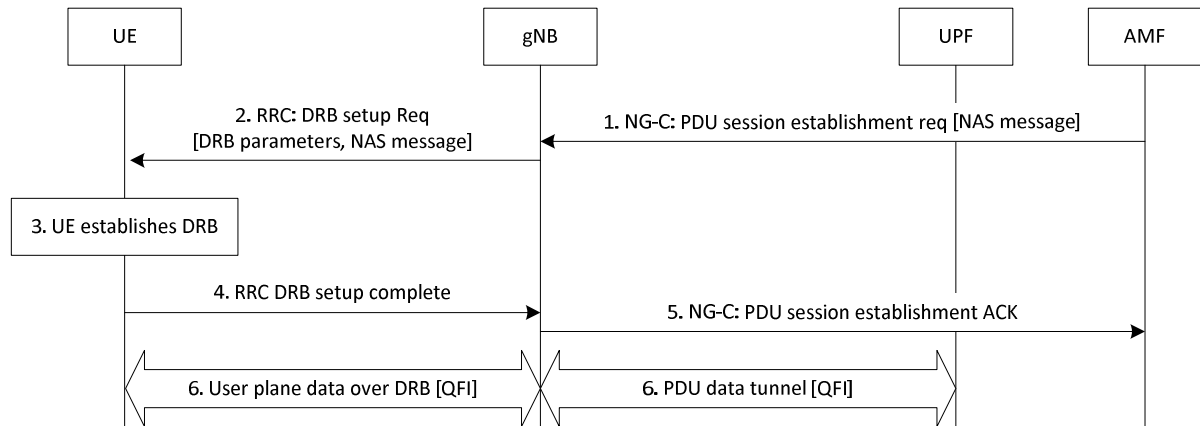 UE
gNB
UPF
AMF
2. RRC: DRB setup Req
[DRB parameters, NAS message]
1. NG-C: PDU session establishment req [NAS message]
3. UE establishes DRB
4. RRC DRB setup complete
5. NG-C: PDU session establishment ACK
6. User plane data over DRB [QFI]
6. PDU data tunnel [QFI]